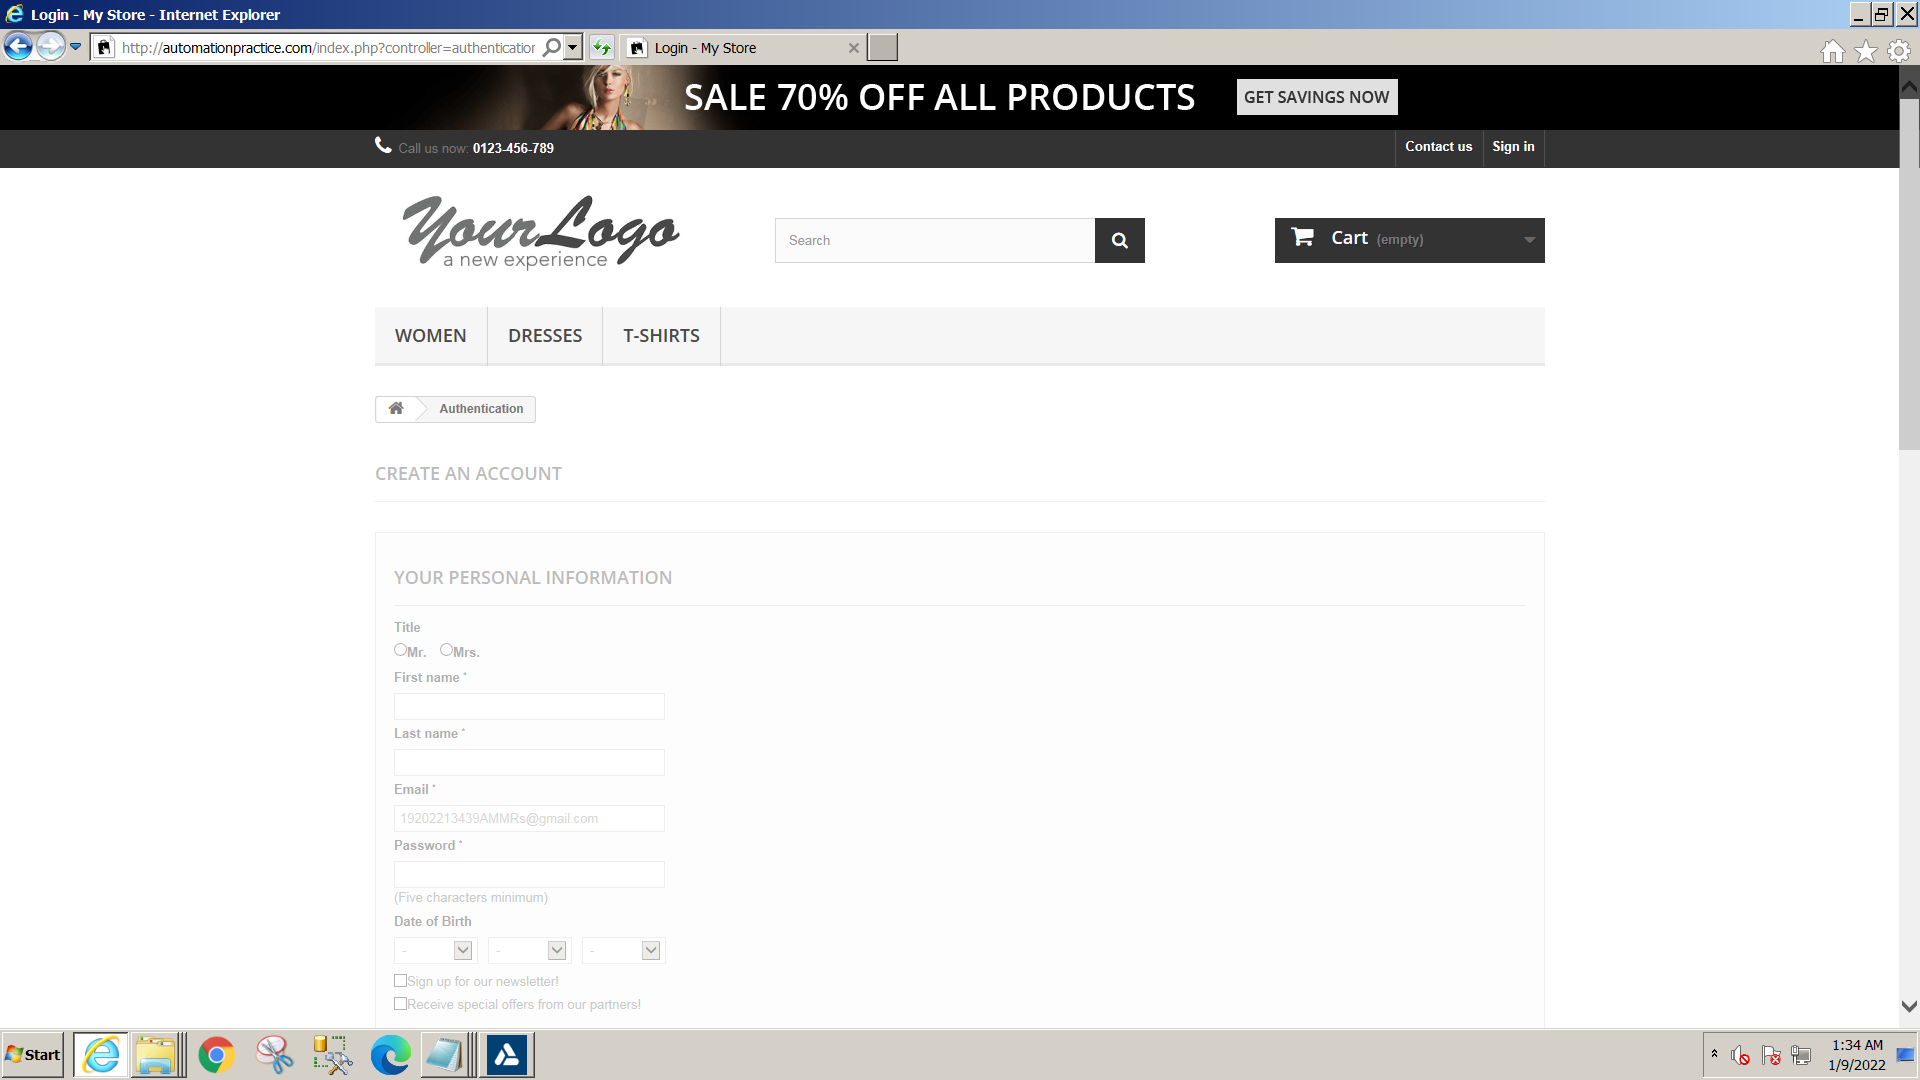 Login - My Store - Internet Explorer
http://automationpractice.com/index.php?controller=authentication
Login - My Store
SALE 70% OFF ALL PRODUCTS
GET SAVINGS NOW
Call us now: 0123-456-789
Contact us
Sign in
Your Logo
a new experience
Search
Cart (empty)
WOMEN
DRESSES
T-SHIRTS
Authentication
CREATE AN ACCOUNT
YOUR PERSONAL INFORMATION
Title
Mr.
Mrs.
First name *
Last name *
Email *
19202213439AMMRs@gmail.com
Password *
(Five characters minimum)
Date of Birth
- - -
Sign up for our newsletter!
Receive special offers from our partners!
Start
1:34 AM
1/9/2022